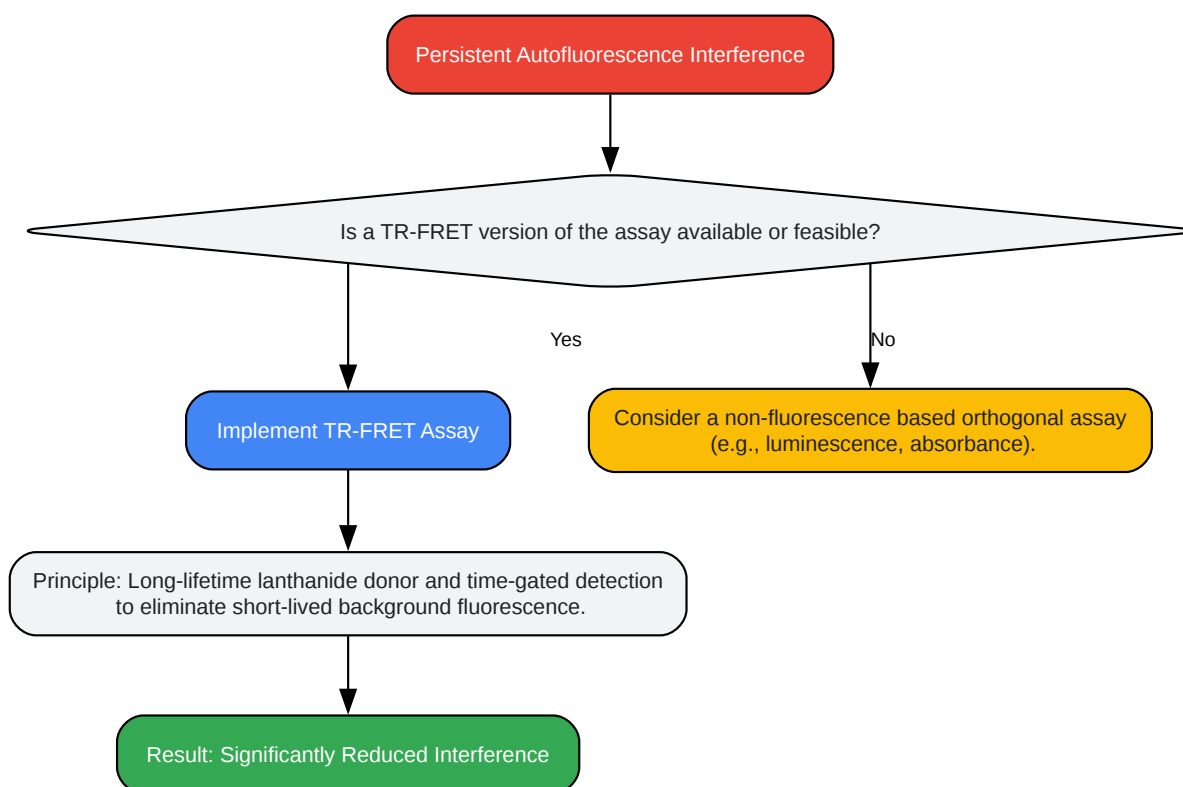 Persistent Autofluorescence Interference
Is a TR-FRET version of the assay available or feasible?
Yes
No
Implement TR-FRET Assay
Consider a non-fluorescence based orthogonal assay
(e.g., luminescence, absorbance).
Principle: Long-lifetime lanthanide donor and time-gated detection
to eliminate short-lived background fluorescence.
Result: Significantly Reduced Interference